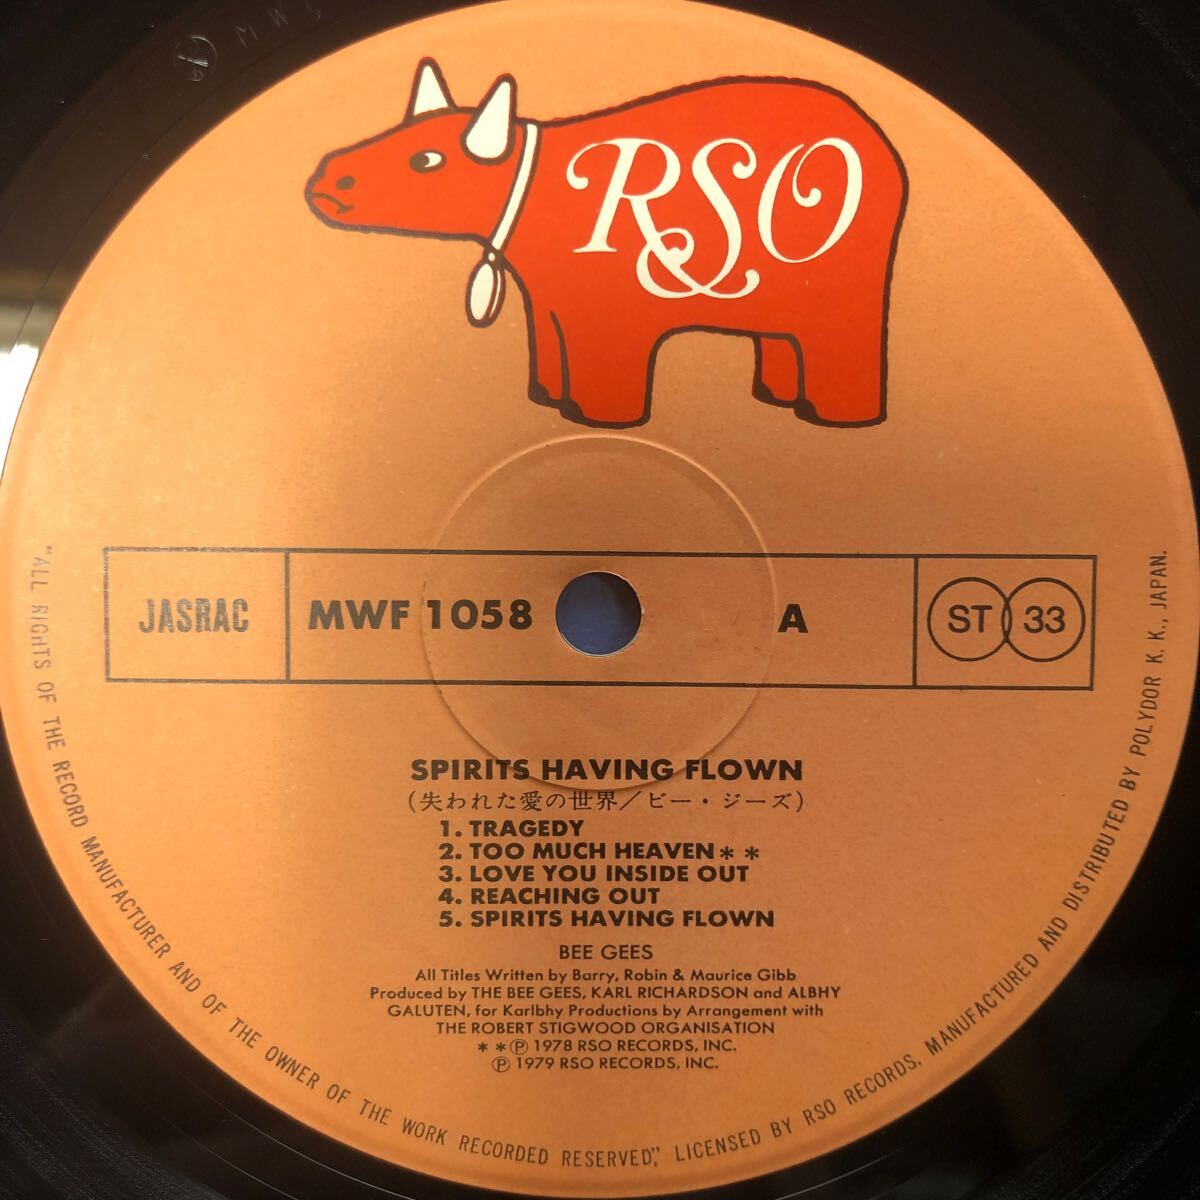 RSO
JASRAC
MWF 1058
A
ST 33
SPIRITS HAVING FLOWN
(失われた愛の世界/ビー・ジーズ)
1. TRAGEDY
2. TOO MUCH HEAVEN**
3. LOVE YOU INSIDE OUT
4. REACHING OUT
5. SPIRITS HAVING FLOWN
BEE GEES
All Titles Written by Barry, Robin & Maurice Gibb
Produced by THE BEE GEES, KARL RICHARDSON and ALBHY
GALUTEN, for Karlbhy Productions by Arrangement with
THE ROBERT STIGWOOD ORGANISATION
**Ⓟ 1978 RSO RECORDS, INC.
Ⓟ 1979 RSO RECORDS, INC.
"ALL RIGHTS OF THE RECORD MANUFACTURER AND OF THE OWNER OF THE WORK RECORDED RESERVED," LICENSED BY RSO RECORDS. MANUFACTURED AND DISTRIBUTED BY POLYDOR K. K., JAPAN.